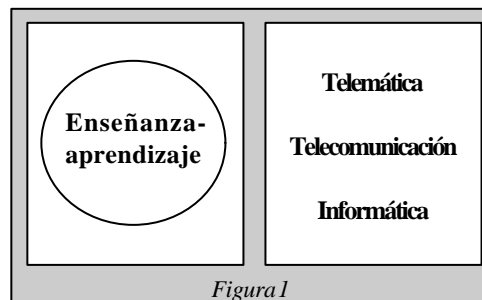 Enseñanza-
aprendizaje
Telemática
Telecomunicación
Informática
Figura 1